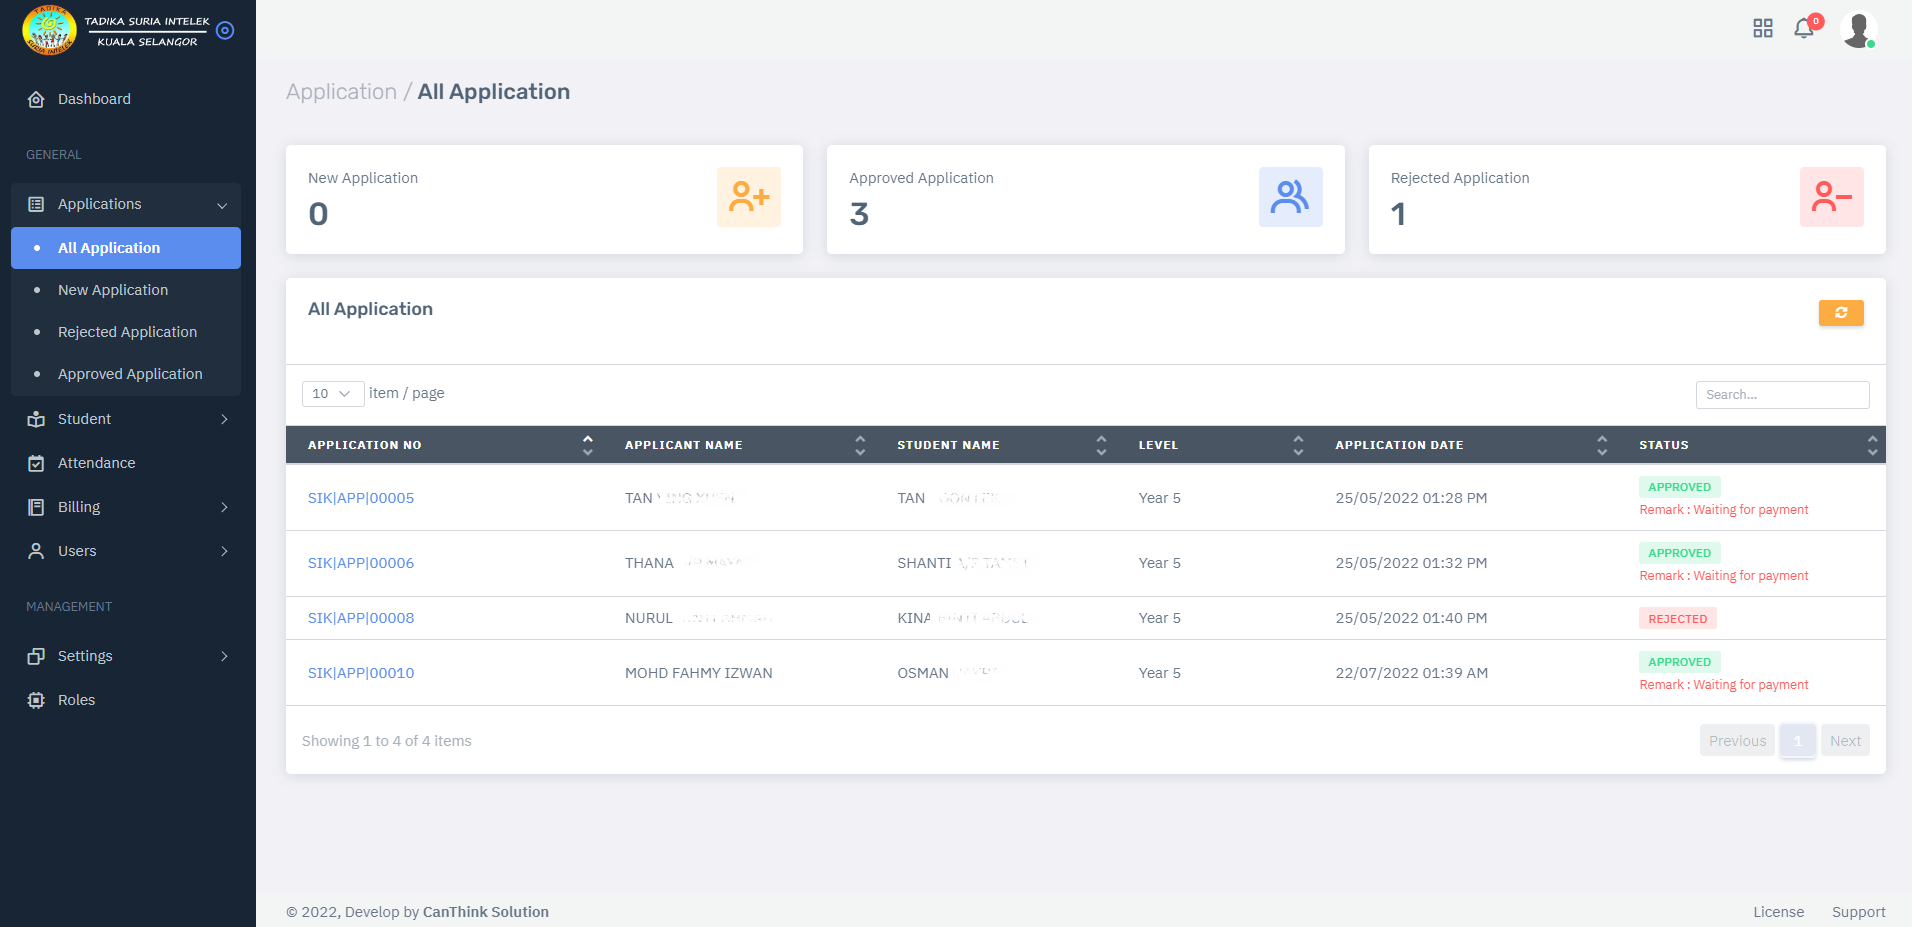 TADIKA SURIA INTELEK
KUALA SELANGOR
TADIKA
SURIA INTELEK
0
Dashboard
GENERAL
Applications
All Application
New Application
Rejected Application
Approved Application
Student
Attendance
Billing
Users
MANAGEMENT
Settings
Roles
Application / All Application
New Application
0
Approved Application
3
Rejected Application
1
All Application
10 item / page
Search...
APPLICATION NO APPLICANT NAME STUDENT NAME LEVEL APPLICATION DATE STATUS
SIK|APP|00005 TAN TAN Year 5 25/05/2022 01:28 PM APPROVED
Remark : Waiting for payment
SIK|APP|00006 THANA SHANTI Year 5 25/05/2022 01:32 PM APPROVED
Remark : Waiting for payment
SIK|APP|00008 NURUL KINA Year 5 25/05/2022 01:40 PM REJECTED
SIK|APP|00010 MOHD FAHMY IZWAN OSMAN Year 5 22/07/2022 01:39 AM APPROVED
Remark : Waiting for payment
Showing 1 to 4 of 4 items
Previous 1 Next
© 2022, Develop by CanThink Solution
License Support